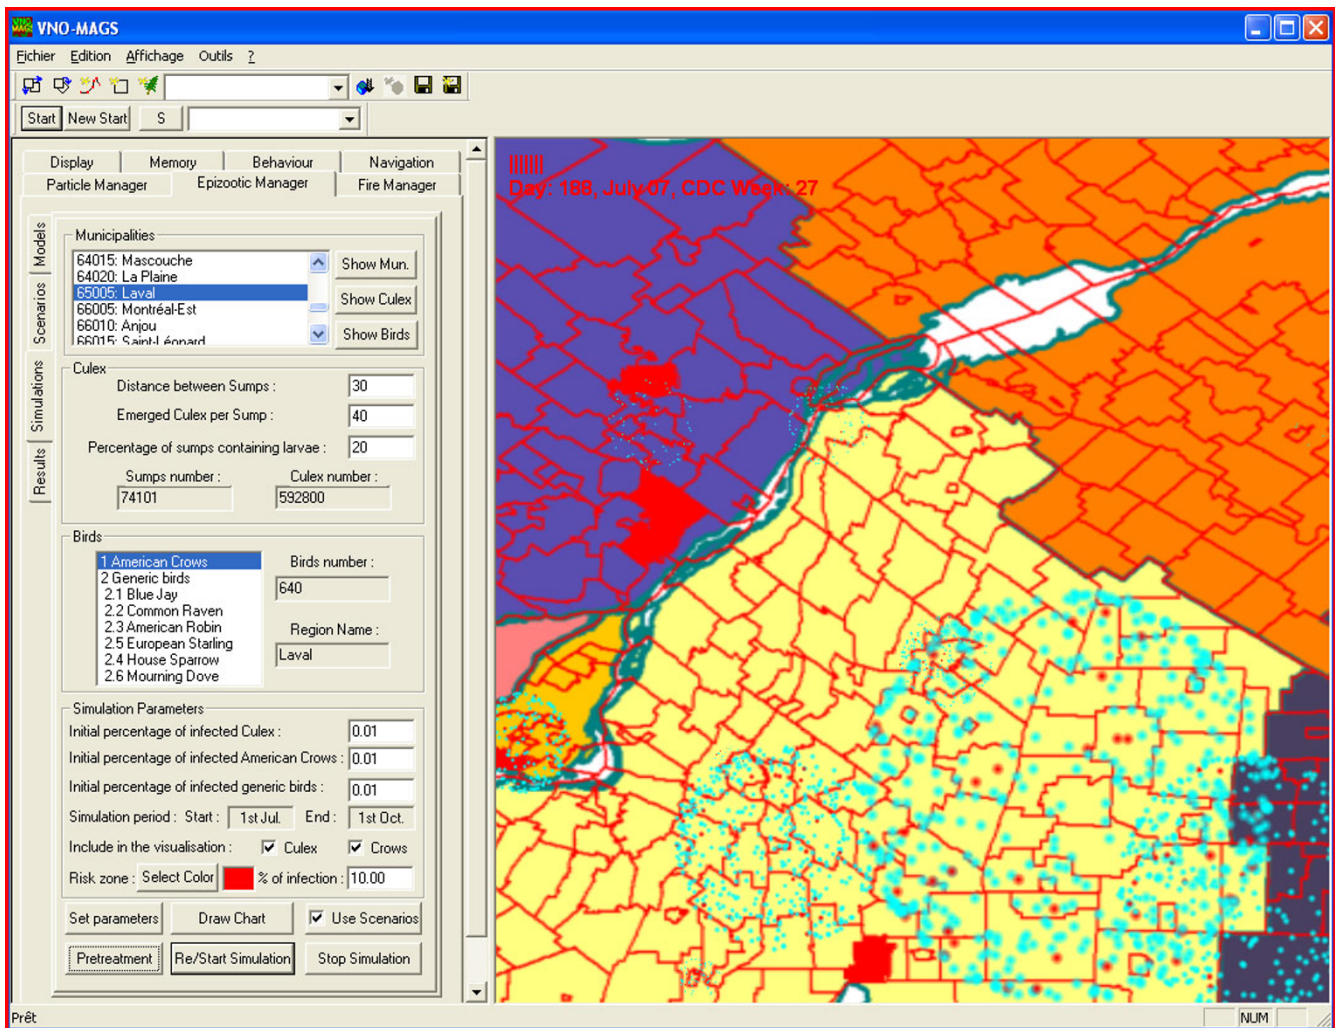 VNO-MAGS
Fichier Edition Affichage Outils ?
Start New Start S
Display Memory Behaviour Navigation
Particle Manager Epizootic Manager Fire Manager
Models
Scenarios
Simulations
Results
Municipalities
64015: Mascouche
64020: La Plaine
65005: Laval
66005: Montréal-Est
66010: Anjou
66015: Saint-Léonard
Show Mun.
Show Culex
Show Birds
Culex
Distance between Sumps : 30
Emerged Culex per Sump : 40
Percentage of sumps containing larvae : 20
Sumps number : Culex number :
74101 592800
Birds
1 American Crows
2 Generic birds
2.1 Blue Jay
2.2 Common Raven
2.3 American Robin
2.5 European Starling
2.4 House Sparrow
2.6 Mourning Dove
Birds number :
640
Region Name :
Laval
Simulation Parameters
Initial percentage of infected Culex : 0.01
Initial percentage of infected American Crows : 0.01
Initial percentage of infected generic birds : 0.01
Simulation period : Start : 1st Jul. End : 1st Oct.
Include in the visualisation : Culex Crows
Risk zone : Select Color % of infection : 10.00
Set parameters Draw Chart Use Scenarios
Pretreatment Re/Start Simulation Stop Simulation
Day: 188, July 07, CDC Week: 27
Prêt NUM